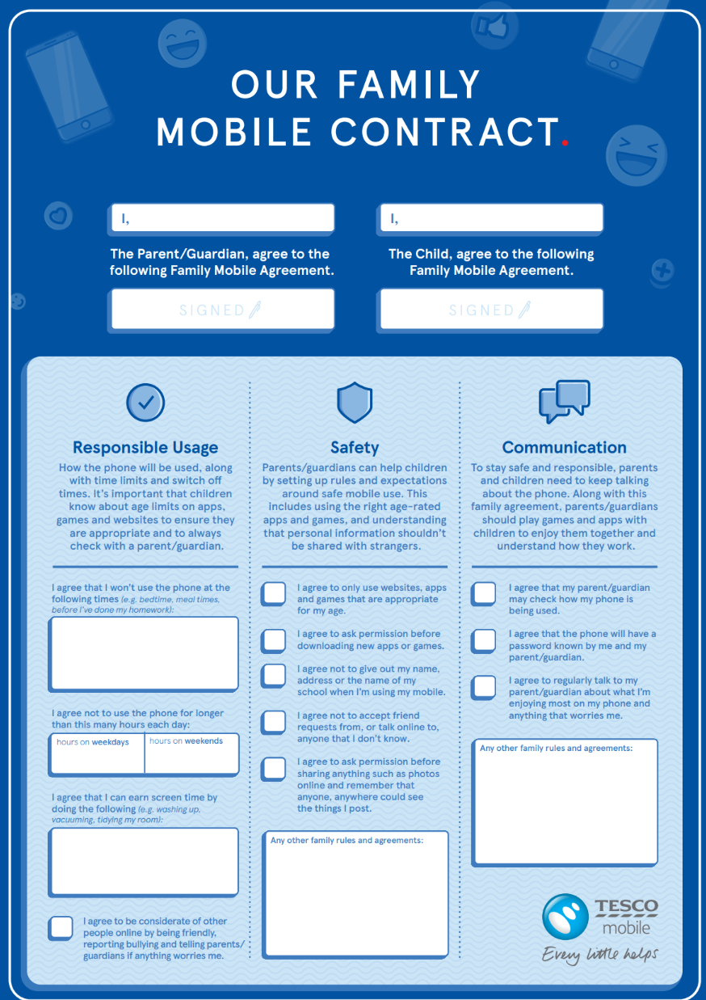 OUR FAMILY
MOBILE CONTRACT.
I,
The Parent/Guardian, agree to the
following Family Mobile Agreement.
SIGNED
I,
The Child, agree to the following
Family Mobile Agreement.
SIGNED
Responsible Usage
How the phone will be used, along
with time limits and switch off
times. It's important that children
know about age limits on apps,
games and websites to ensure they
are appropriate and to always
check with a parent/guardian.
I agree that I won't use the phone at the
following times (e.g. bedtime, meal times,
before I've done my homework):
I agree not to use the phone for longer
than this many hours each day:
hours on weekdays
hours on weekends
I agree that I can earn screen time by
doing the following (e.g. washing up,
vacuuming, tidying my room):
I agree to be considerate of other
people online by being friendly,
reporting bullying and telling parents/
guardians if anything worries me.
Safety
Parents/guardians can help children
by setting up rules and expectations
around safe mobile use. This
includes using the right age-rated
apps and games, and understanding
that personal information shouldn't
be shared with strangers.
I agree to only use websites, apps
and games that are appropriate
for my age.
I agree to ask permission before
downloading new apps or games.
I agree not to give out my name,
address or the name of my
school when I'm using my mobile.
I agree not to accept friend
requests from, or talk online to,
anyone that I don't know.
I agree to ask permission before
sharing anything such as photos
online and remember that
anyone, anywhere could see
the things I post.
Any other family rules and agreements:
Communication
To stay safe and responsible, parents
and children need to keep talking
about the phone. Along with this
family agreement, parents/guardians
should play games and apps with
children to enjoy them together and
understand how they work.
I agree that my parent/guardian
may check how my phone is
being used.
I agree that the phone will have a
password known by me and my
parent/guardian.
I agree to regularly talk to my
parent/guardian about what I'm
enjoying most on my phone and
anything that worries me.
Any other family rules and agreements:
TESCO
mobile
Every little helps